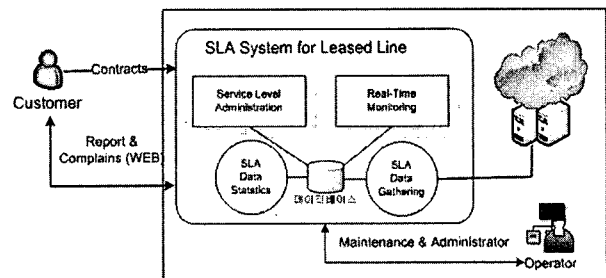 SLA System for Leased Line
Contracts
Customer
Service Level
Administration
Real-Time
Monitoring
Report &
Complains (WEB)
SLA
Data
Statistics
데이터베이스
SLA
Data
Gathering
Maintenance & Administrator
Operator